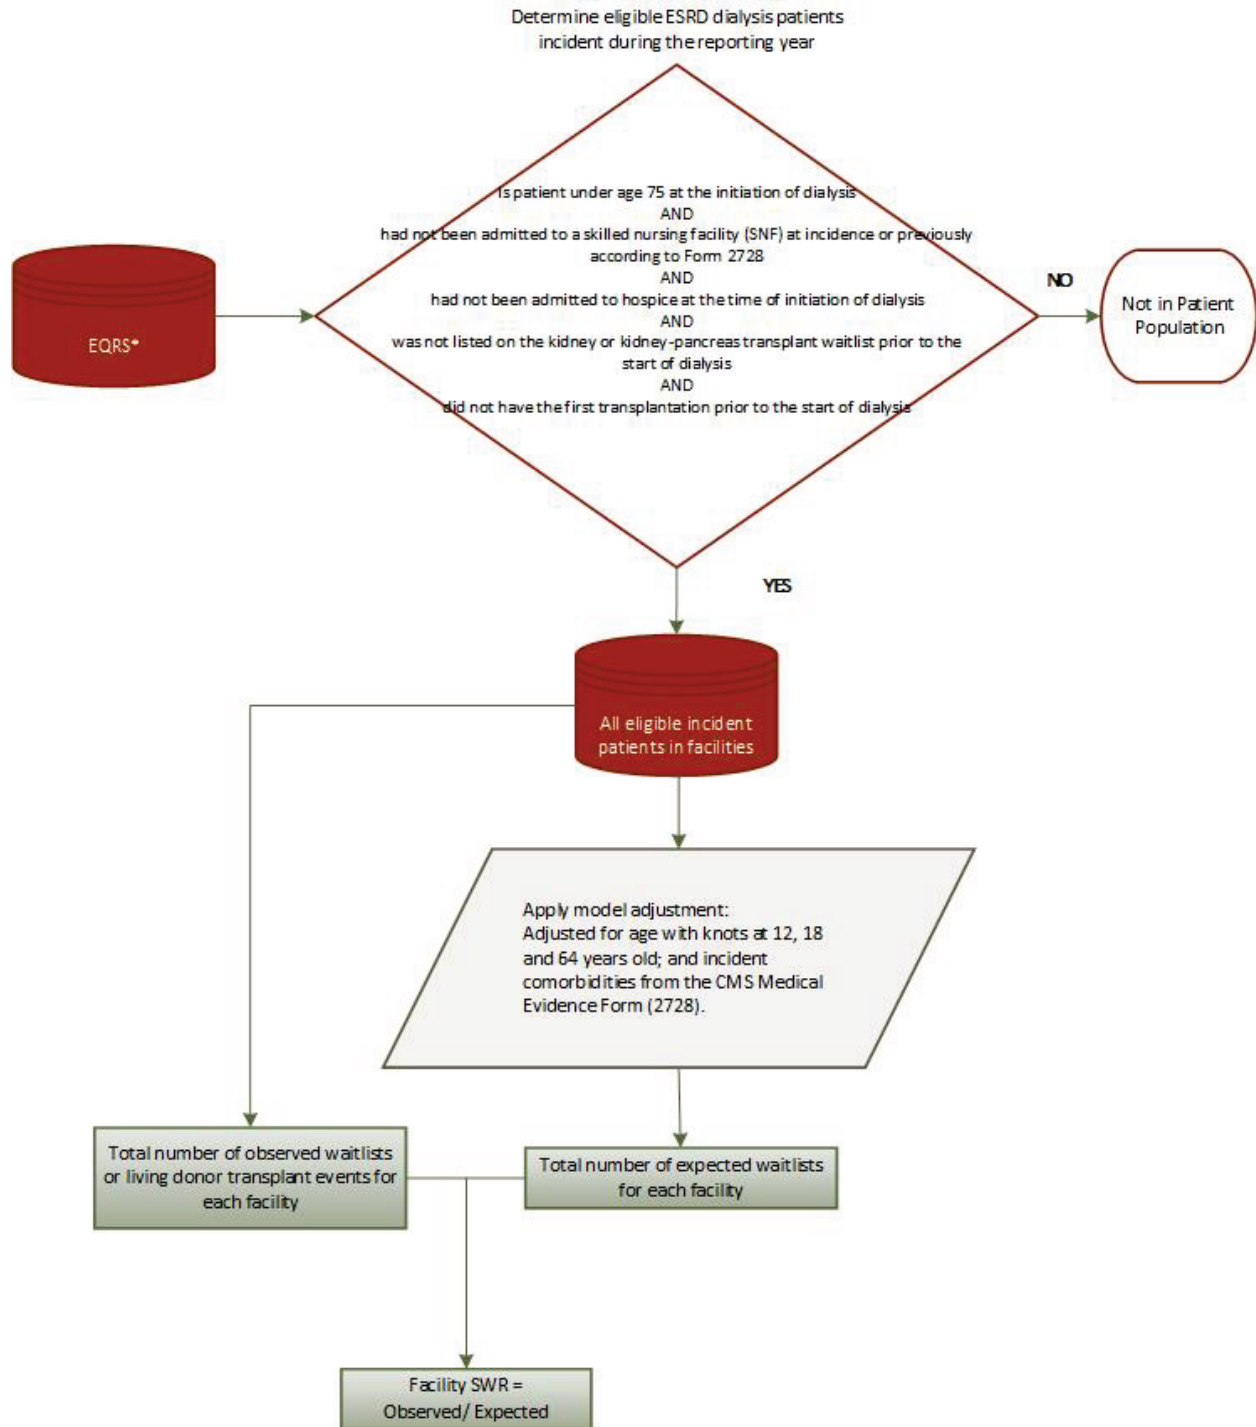 Determine eligible ESRD dialysis patients
incident during the reporting year
Is patient under age 75 at the initiation of dialysis
AND
had not been admitted to a skilled nursing facility (SNF) at incidence or previously
according to Form 2728
AND
had not been admitted to hospice at the time of initiation of dialysis
AND
was not listed on the kidney or kidney-pancreas transplant waitlist prior to the
start of dialysis
AND
did not have the first transplantation prior to the start of dialysis
EQRS*
NO
Not in Patient
Population
YES
All eligible incident
patients in facilities
Apply model adjustment:
Adjusted for age with knots at 12, 18
and 64 years old; and incident
comorbidities from the CMS Medical
Evidence Form (2728).
Total number of observed waitlists
or living donor transplant events for
each facility
Total number of expected waitlists
for each facility
Facility SWR =
Observed/ Expected